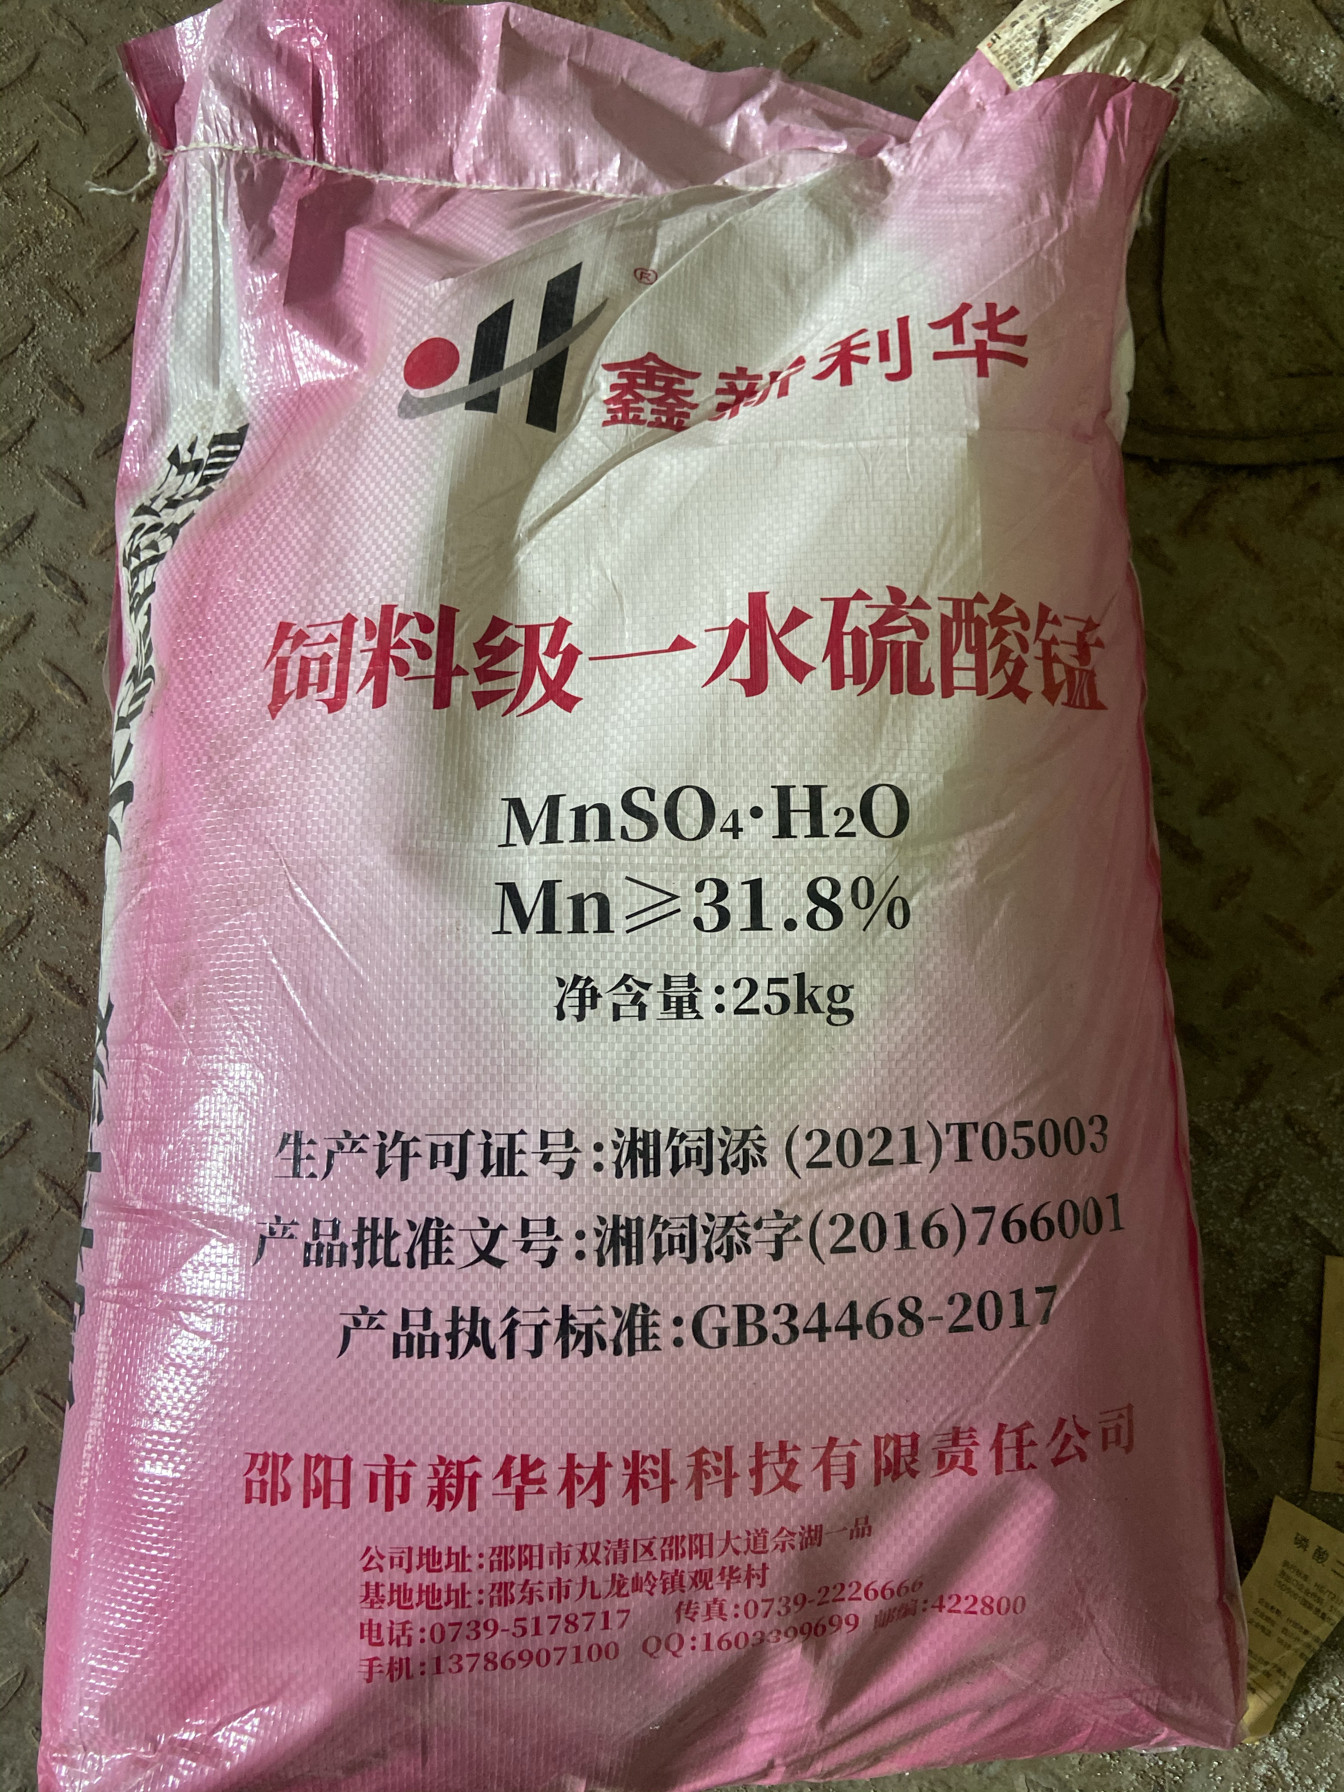 ®
鑫新利华
饲料级一水硫酸锰
MnSO₄·H₂O
Mn≥31.8%
净含量:25kg
生产许可证号:湘饲添 (2021)T05003
产品批准文号:湘饲添字(2016)766001
产品执行标准:GB34468-2017
邵阳市新华材料科技有限责任公司
公司地址:邵阳市双清区邵阳大道佘湖一品
基地地址:邵东市九龙岭镇观华村
电话:0739-5178717 传真:0739-2226666
手机:13786907100 QQ:1603399699 邮编:422800
磷酸